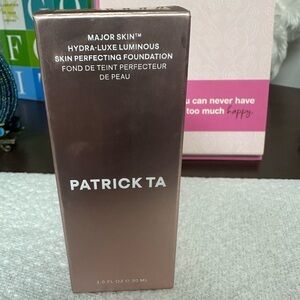 MAJOR SKIN™
HYDRA-LUXE LUMINOUS
SKIN PERFECTING FOUNDATION
FOND DE TEINT PERFECTEUR
DE PEAU
PATRICK TA
1.0 FL OZ ℮ 30 ML
u can never have
too much happy.